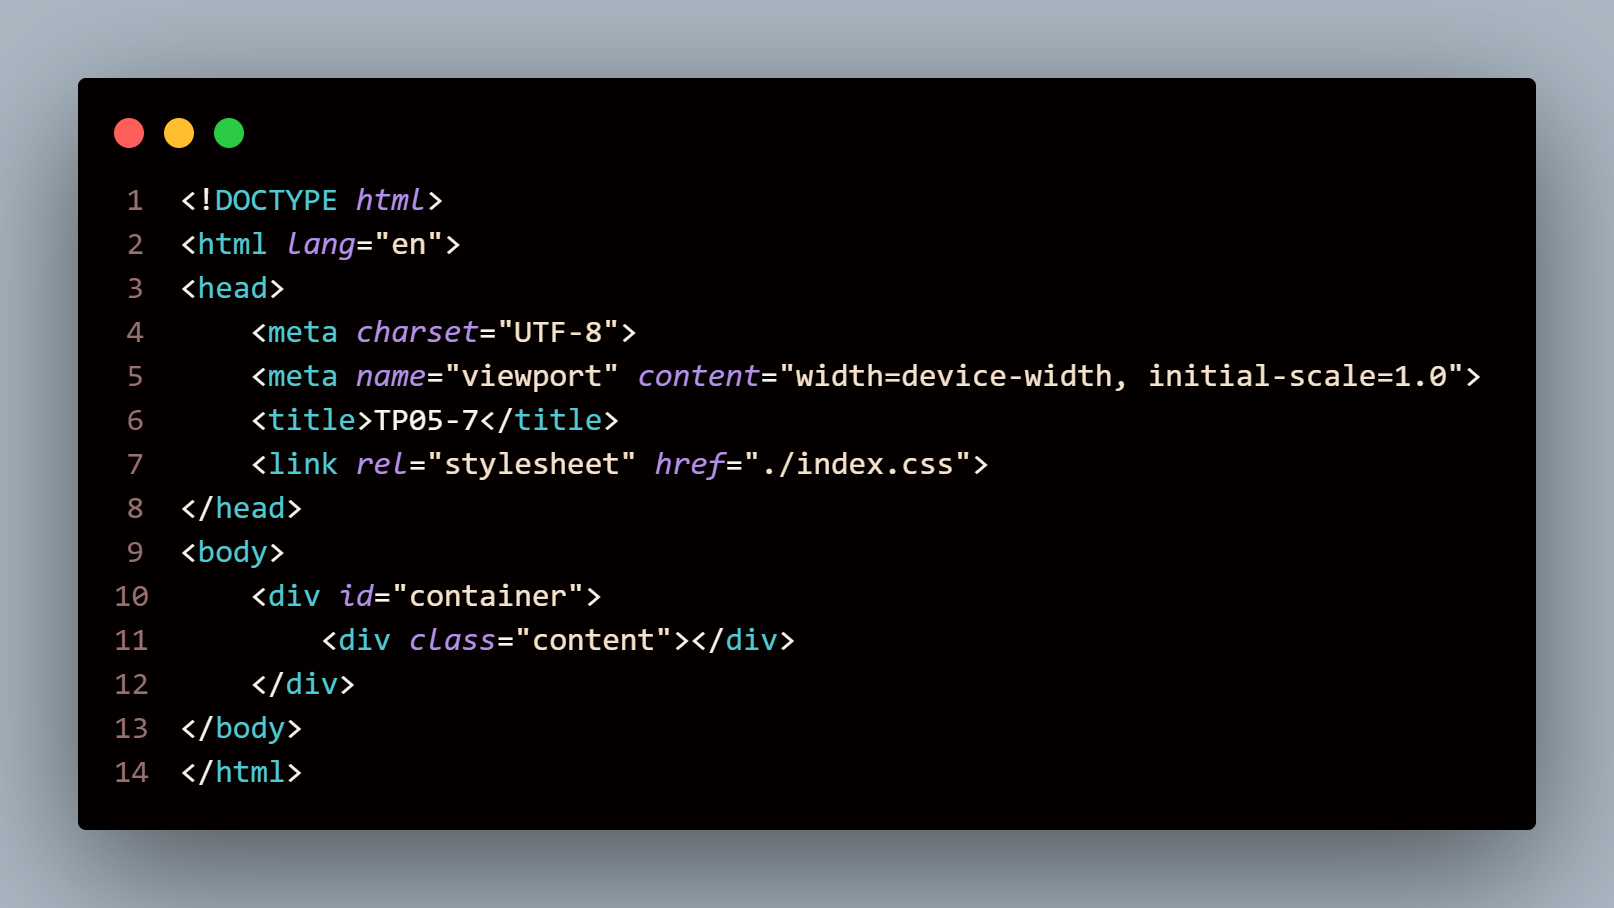 1 <!DOCTYPE html>
2 <html lang="en">
3 <head>
4     <meta charset="UTF-8">
5     <meta name="viewport" content="width=device-width, initial-scale=1.0">
6     <title>TP05-7</title>
7     <link rel="stylesheet" href="./index.css">
8 </head>
9 <body>
10     <div id="container">
11         <div class="content"></div>
12     </div>
13 </body>
14 </html>